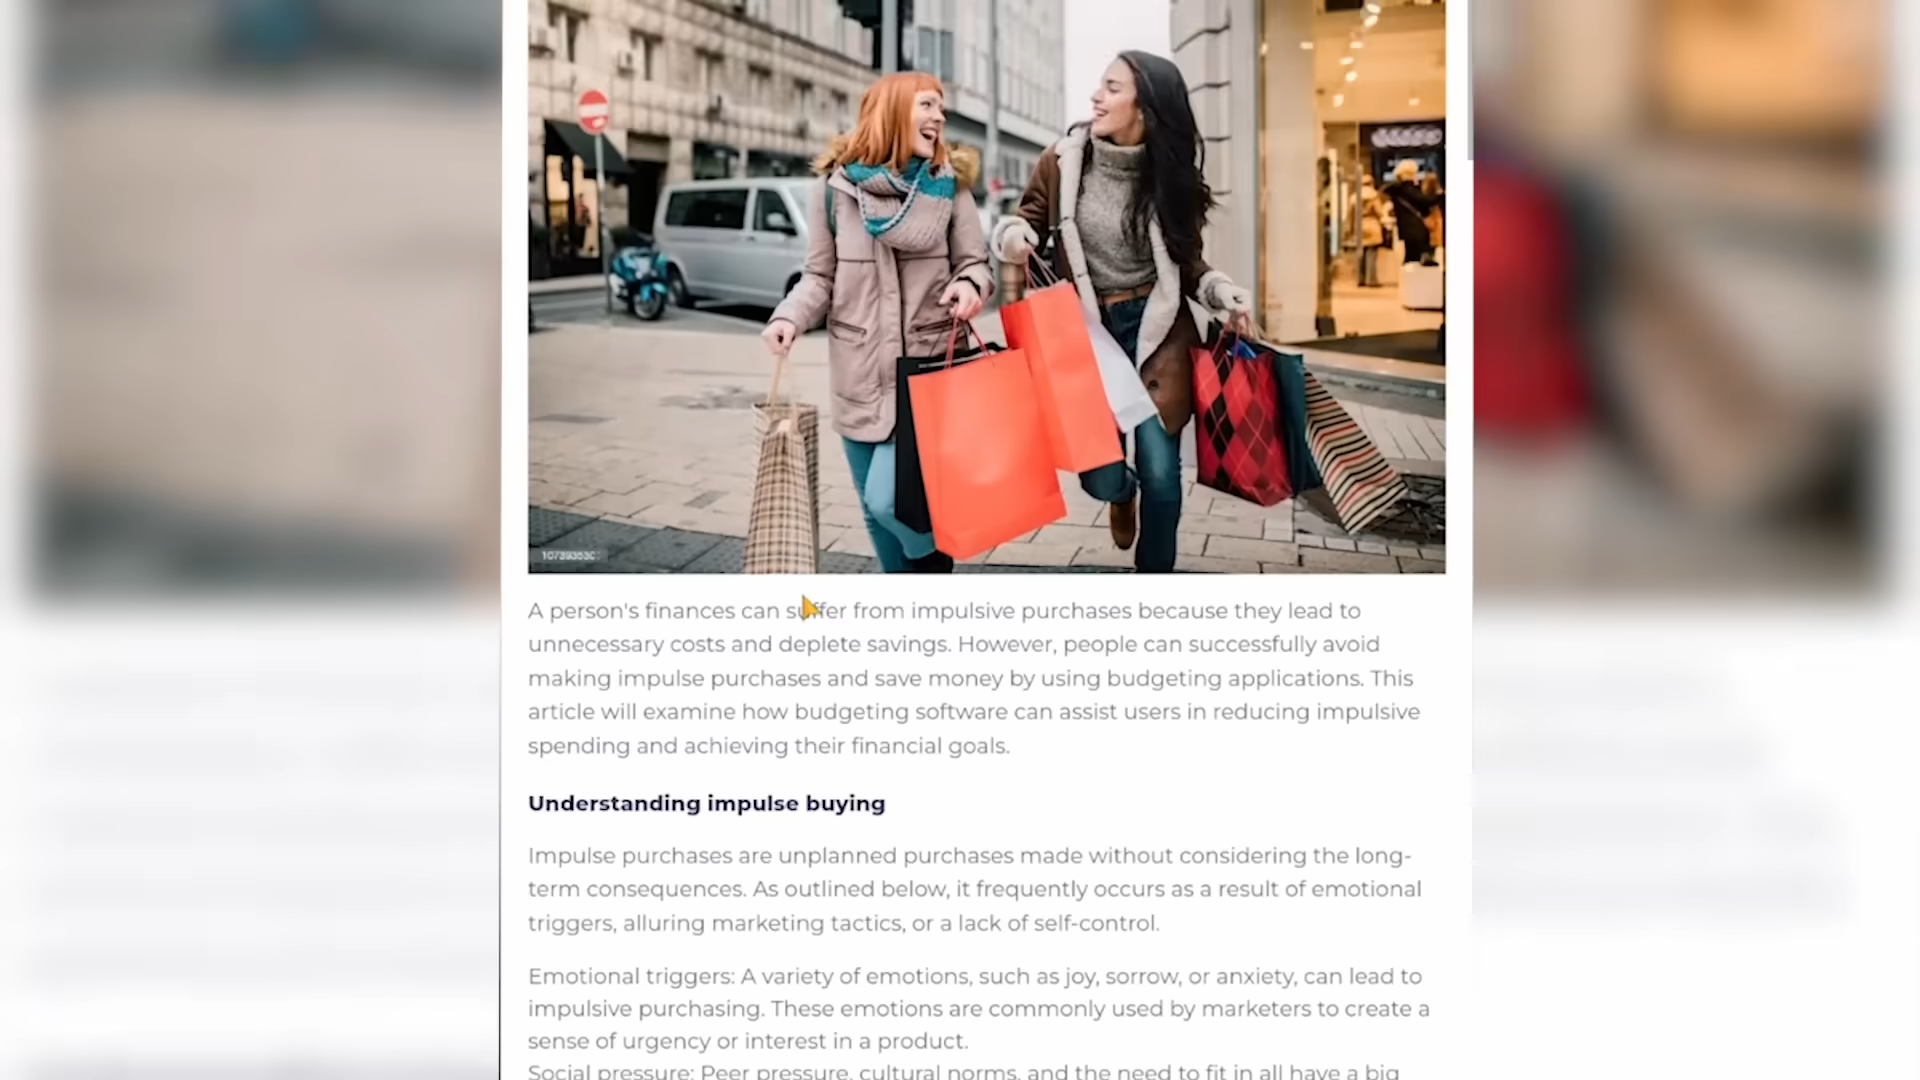 A person's finances can suffer from impulsive purchases because they lead to
unnecessary costs and deplete savings. However, people can successfully avoid
making impulse purchases and save money by using budgeting applications. This
article will examine how budgeting software can assist users in reducing impulsive
spending and achieving their financial goals.
Understanding impulse buying
Impulse purchases are unplanned purchases made without considering the long-
term consequences. As outlined below, it frequently occurs as a result of emotional
triggers, alluring marketing tactics, or a lack of self-control.
Emotional triggers: A variety of emotions, such as joy, sorrow, or anxiety, can lead to
impulsive purchasing. These emotions are commonly used by marketers to create a
sense of urgency or interest in a product.
Social pressure: Peer pressure, cultural norms, and the need to fit in all have a big